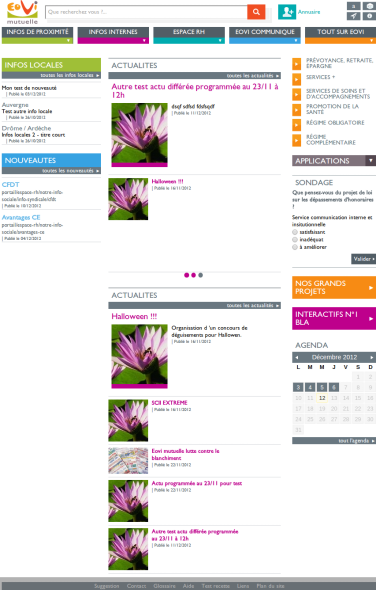 EOVI
mutuelle
Que recherchez vous ?...
Annuaire
INFOS DE PROXIMITÉ
INFOS INTERNES
ESPACE RH
EOVI COMMUNIQUE
TOUT SUR EOVI
INFOS LOCALES
toutes les infos locales
Mon test de nouveauté
| Publié le 03/12/2012
Auvergne
Test autre info locale
| Publié le 26/10/2012
Drôme / Ardèche
Infos locales 2 - titre court
| Publié le 26/10/2012
NOUVEAUTES
toutes les nouveautés
CFDT
portail/espace-rh/notre-info-
sociale/info-syndicale/cfdt
| Publié le 10/12/2012
Avantages CE
portail/espace-rh/notre-info-
sociale/avantages-ce
| Publié le 04/12/2012
ACTUALITES
toutes les actualités
Autre test actu différée programmée au 23/11 à
12h
dsqf sdfsd fdsfsqdf
| Publié le 11/12/2012
Halloween !!!
| Publié le 16/11/2012
ACTUALITES
toutes les actualités
Halloween !!!
Organisation d 'un concours de
déguisements pour Hallowen.
| Publié le 16/11/2012
SCII EXTREME
| Publié le 16/11/2012
Eovi mutuelle lutte contre le
blanchiment
| Publié le 22/11/2012
Actu programmée au 23/11 pour test
| Publié le 22/11/2012
Autre test actu différée programmée
au 23/11 à 12h
| Publié le 11/12/2012
PRÉVOYANCE, RETRAITE,
EPARGNE
SERVICES +
SERVICES DE SOINS ET
D'ACCOMPAGNEMENTS
PROMOTION DE LA
SANTÉ
RÉGIME OBLIGATOIRE
RÉGIME
COMPLÉMENTAIRE
APPLICATIONS
SONDAGE
Que pensez-vous du projet de loi
sur les dépassements d'honoraires
!
Service communication interne et
institutionnelle
satisfaisant
inadéquat
à améliorer
Valider
NOS GRANDS
PROJETS
INTERACTIFS N°1
BLA
AGENDA
Décembre 2012
L M M J V S D
1 2
3 4 5 6 7 8 9
10 11 12 13 14 15 16
17 18 19 20 21 22 23
24 25 26 27 28 29 30
31
tout l'agenda
Suggestion Contact Glossaire Aide Test recette Liens Plan du site